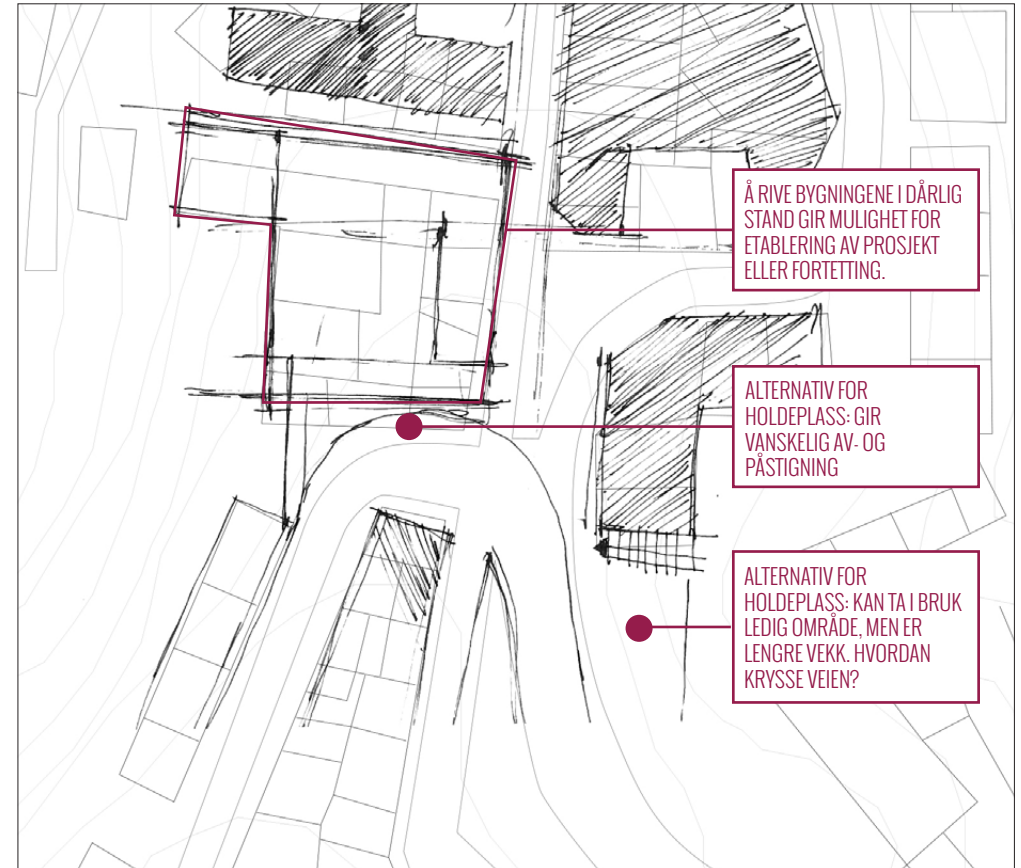 Å RIVE BYGNINGENE I DÅRLIG
STAND GIR MULIGHET FOR
ETABLERING AV PROSJEKT
ELLER FORTETTING.
ALTERNATIV FOR
HOLDEPLASS: GIR
VANSKELIG AV- OG
PÅSTIGNING
ALTERNATIV FOR
HOLDEPLASS: KAN TA I BRUK
LEDIG OMRÅDE, MEN ER
LENGRE VEKK. HVORDAN
KRYSSE VEIEN?